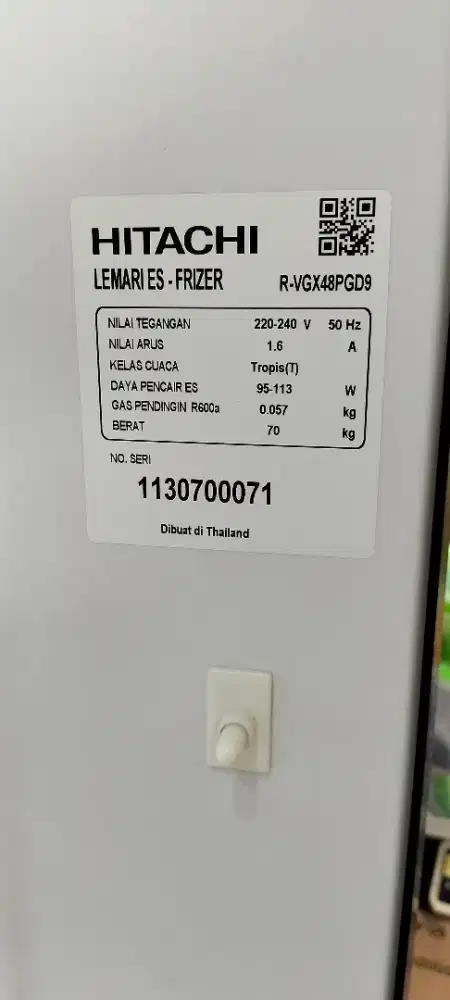 HITACHI
LEMARI ES - FRIZER R-VGX48PGD9
NILAI TEGANGAN 220-240 V 50 Hz
NILAI ARUS 1.6 A
KELAS CUACA Tropis(T)
DAYA PENCAIR ES 95-113 W
GAS PENDINGIN R600a 0.057 kg
BERAT 70 kg
NO. SERI
1130700071
Dibuat di Thailand